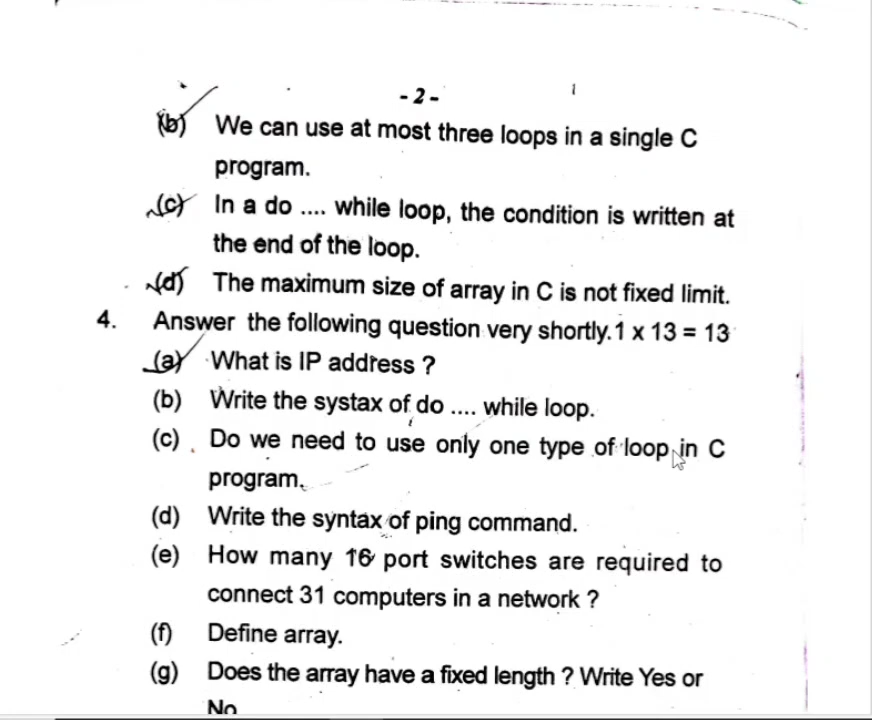 - 2 -
(b) We can use at most three loops in a single C
program.
(c) In a do .... while loop, the condition is written at
the end of the loop.
(d) The maximum size of array in C is not fixed limit.
4. Answer the following question very shortly. 1 x 13 = 13
(a) What is IP address ?
(b) Write the systax of do .... while loop.
(c) Do we need to use only one type of loop in C
program.
(d) Write the syntax of ping command.
(e) How many 16 port switches are required to
connect 31 computers in a network ?
(f) Define array.
(g) Does the array have a fixed length ? Write Yes or
No